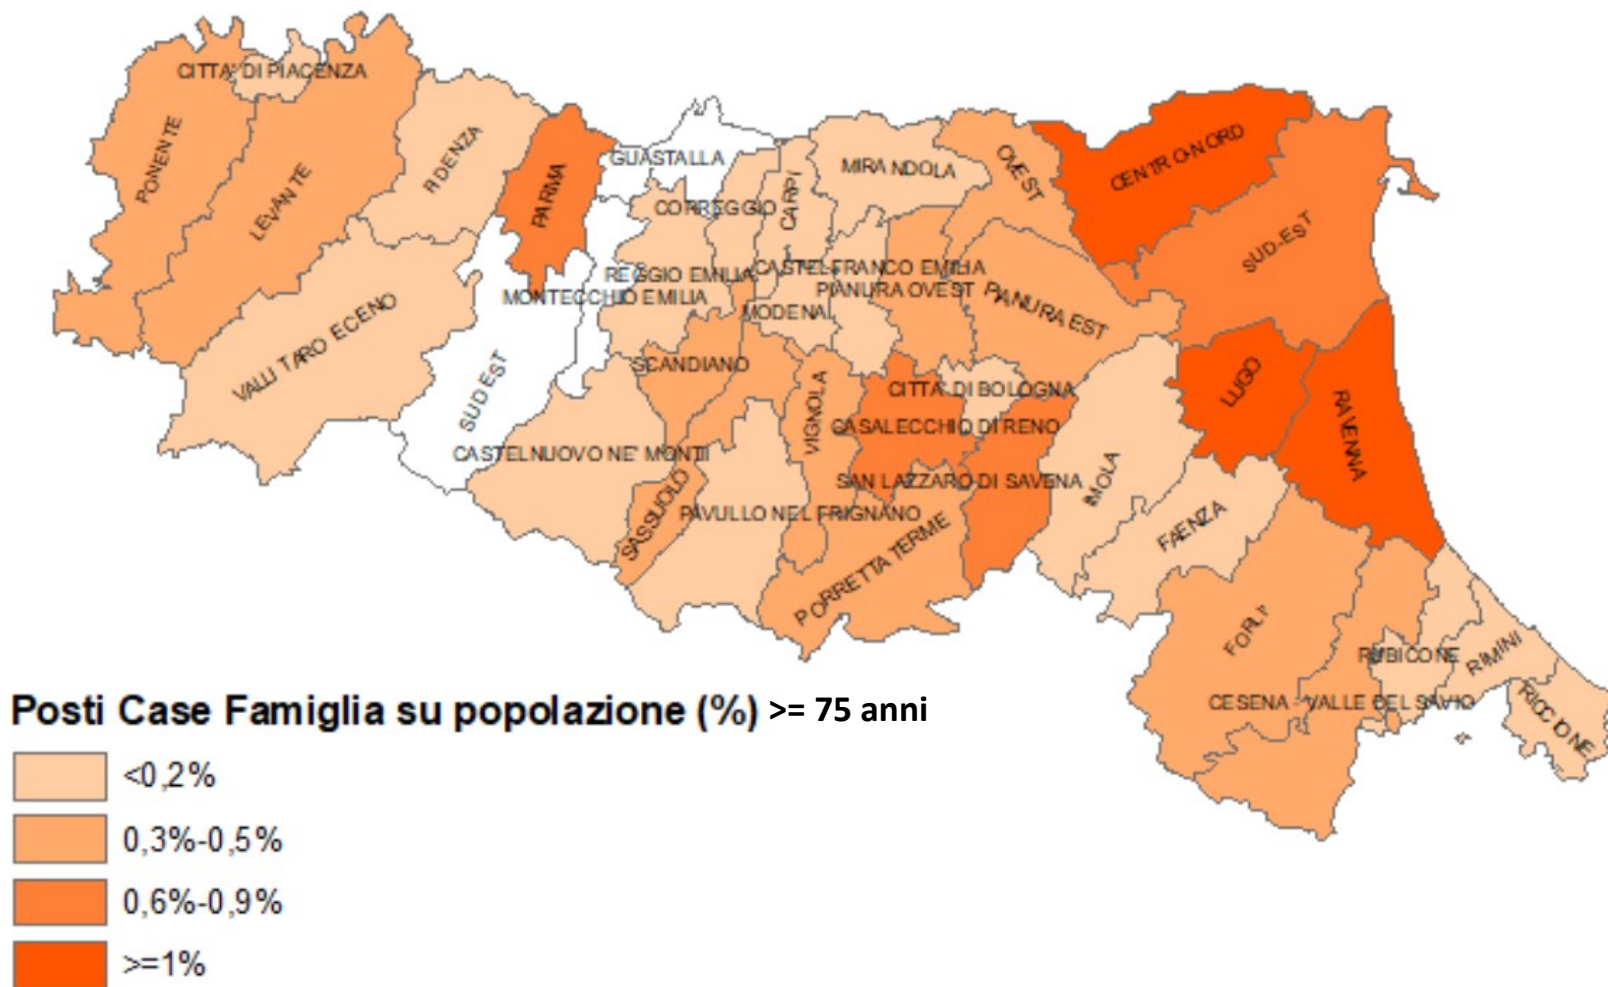 CITTA' DI PIACENZA
PONENTE
LEVANTE
FIDENZA
PARMA
GUASTALLA
CORREGGIO
CARPI
MIRANDOLA
OVEST
CENTRO-NORD
SUD-EST
REGGIO EMILIA
CASTELFRANCO EMILIA
MONTECCHIO EMILIA
PIANURA OVEST
PIANURA EST
MODENA
VALLI TARO E CENO
SUD EST
SCANDIANO
VIGNOLA
CITTA' DI BOLOGNA
LUGO
RAVENNA
CASALECCHIO DI RENO
CASTELNUOVO NE' MONTI
SAN LAZZARO DI SAVENA
IMOLA
SASSUOLO
PAVULLO NEL FRIGNANO
FAENZA
PORRETTA TERME
FORLI'
RUBICONE
RIMINI
CESENA - VALLE DEL SAVIO
RICCIONE
Posti Case Famiglia su popolazione (%) >= 75 anni
<0,2%
0,3%-0,5%
0,6%-0,9%
>=1%